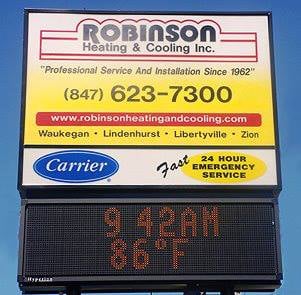 ROBINSON
Heating & Cooling Inc.
"Professional Service And Installation Since 1962"
(847) 623-7300
www.robinsonheatingandcooling.com
Waukegan • Lindenhurst • Libertyville • Zion
Carrier
Fast 24 HOUR
EMERGENCY
SERVICE
9 42AM
86°F
Hyperion